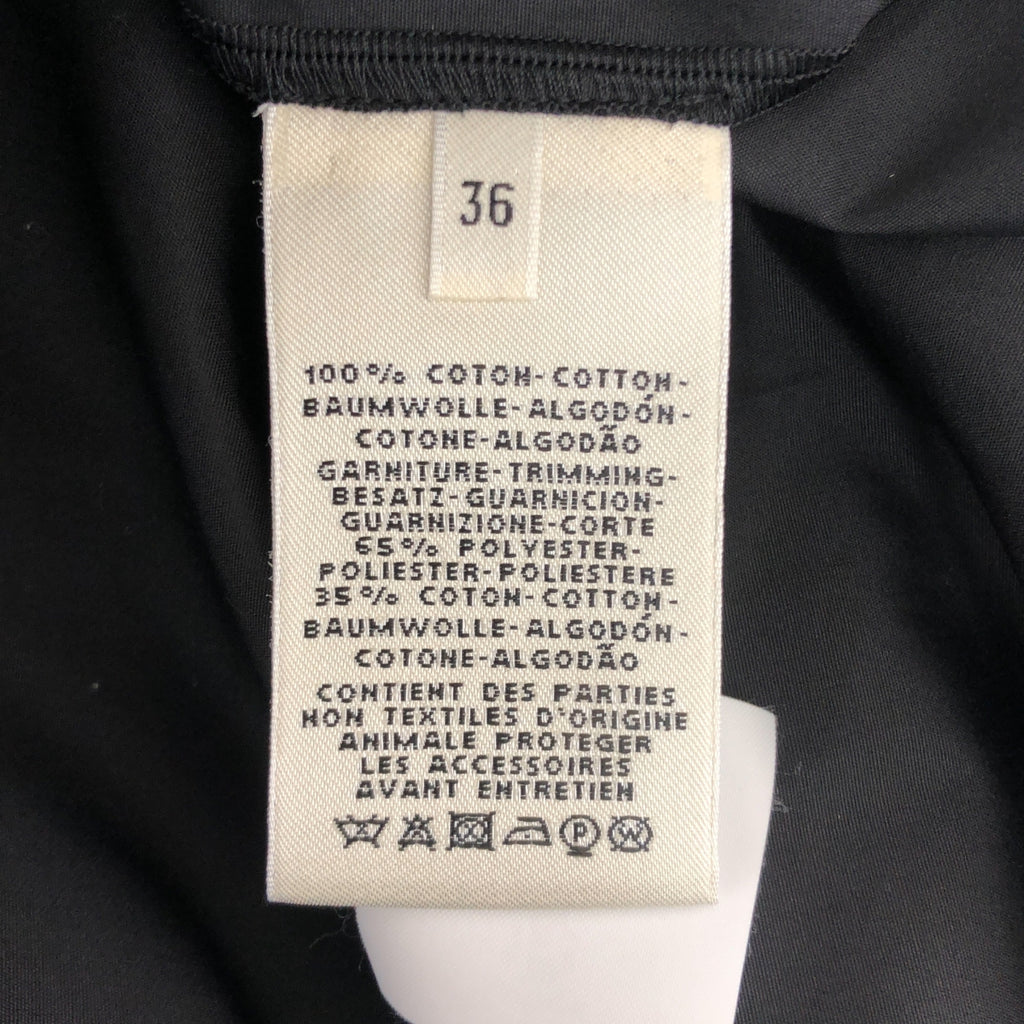 36
100% COTON-COTTON-
BAUMWOLLE-ALGODÓN-
COTONE-ALGODÃO
GARNITURE-TRIMMING-
BESATZ-GUARNICION-
GUARNIZIONE-CORTE
65% POLYESTER-
POLIESTER-POLIESTERE
35% COTON-COTTON-
BAUMWOLLE-ALGODÓN-
COTONE-ALGODÃO
CONTIENT DES PARTIES
NON TEXTILES D'ORIGINE
ANIMALE PROTEGER
LES ACCESSOIRES
AVANT ENTRETIEN
P W